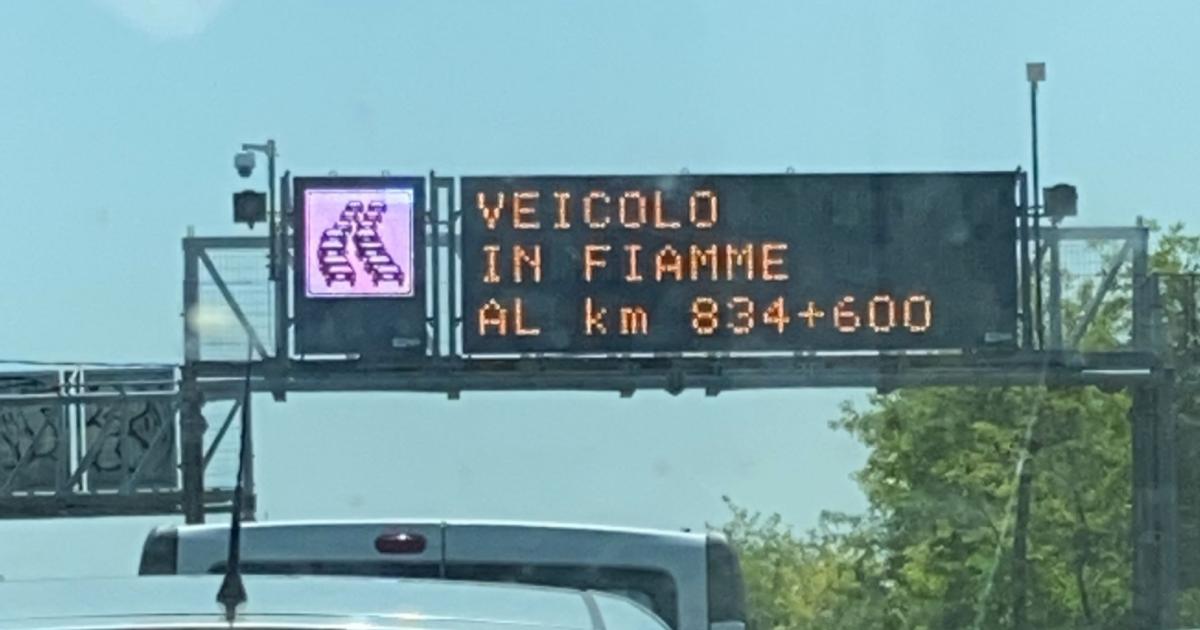 VEICOLO
IN FIAMME
AL km 834+600